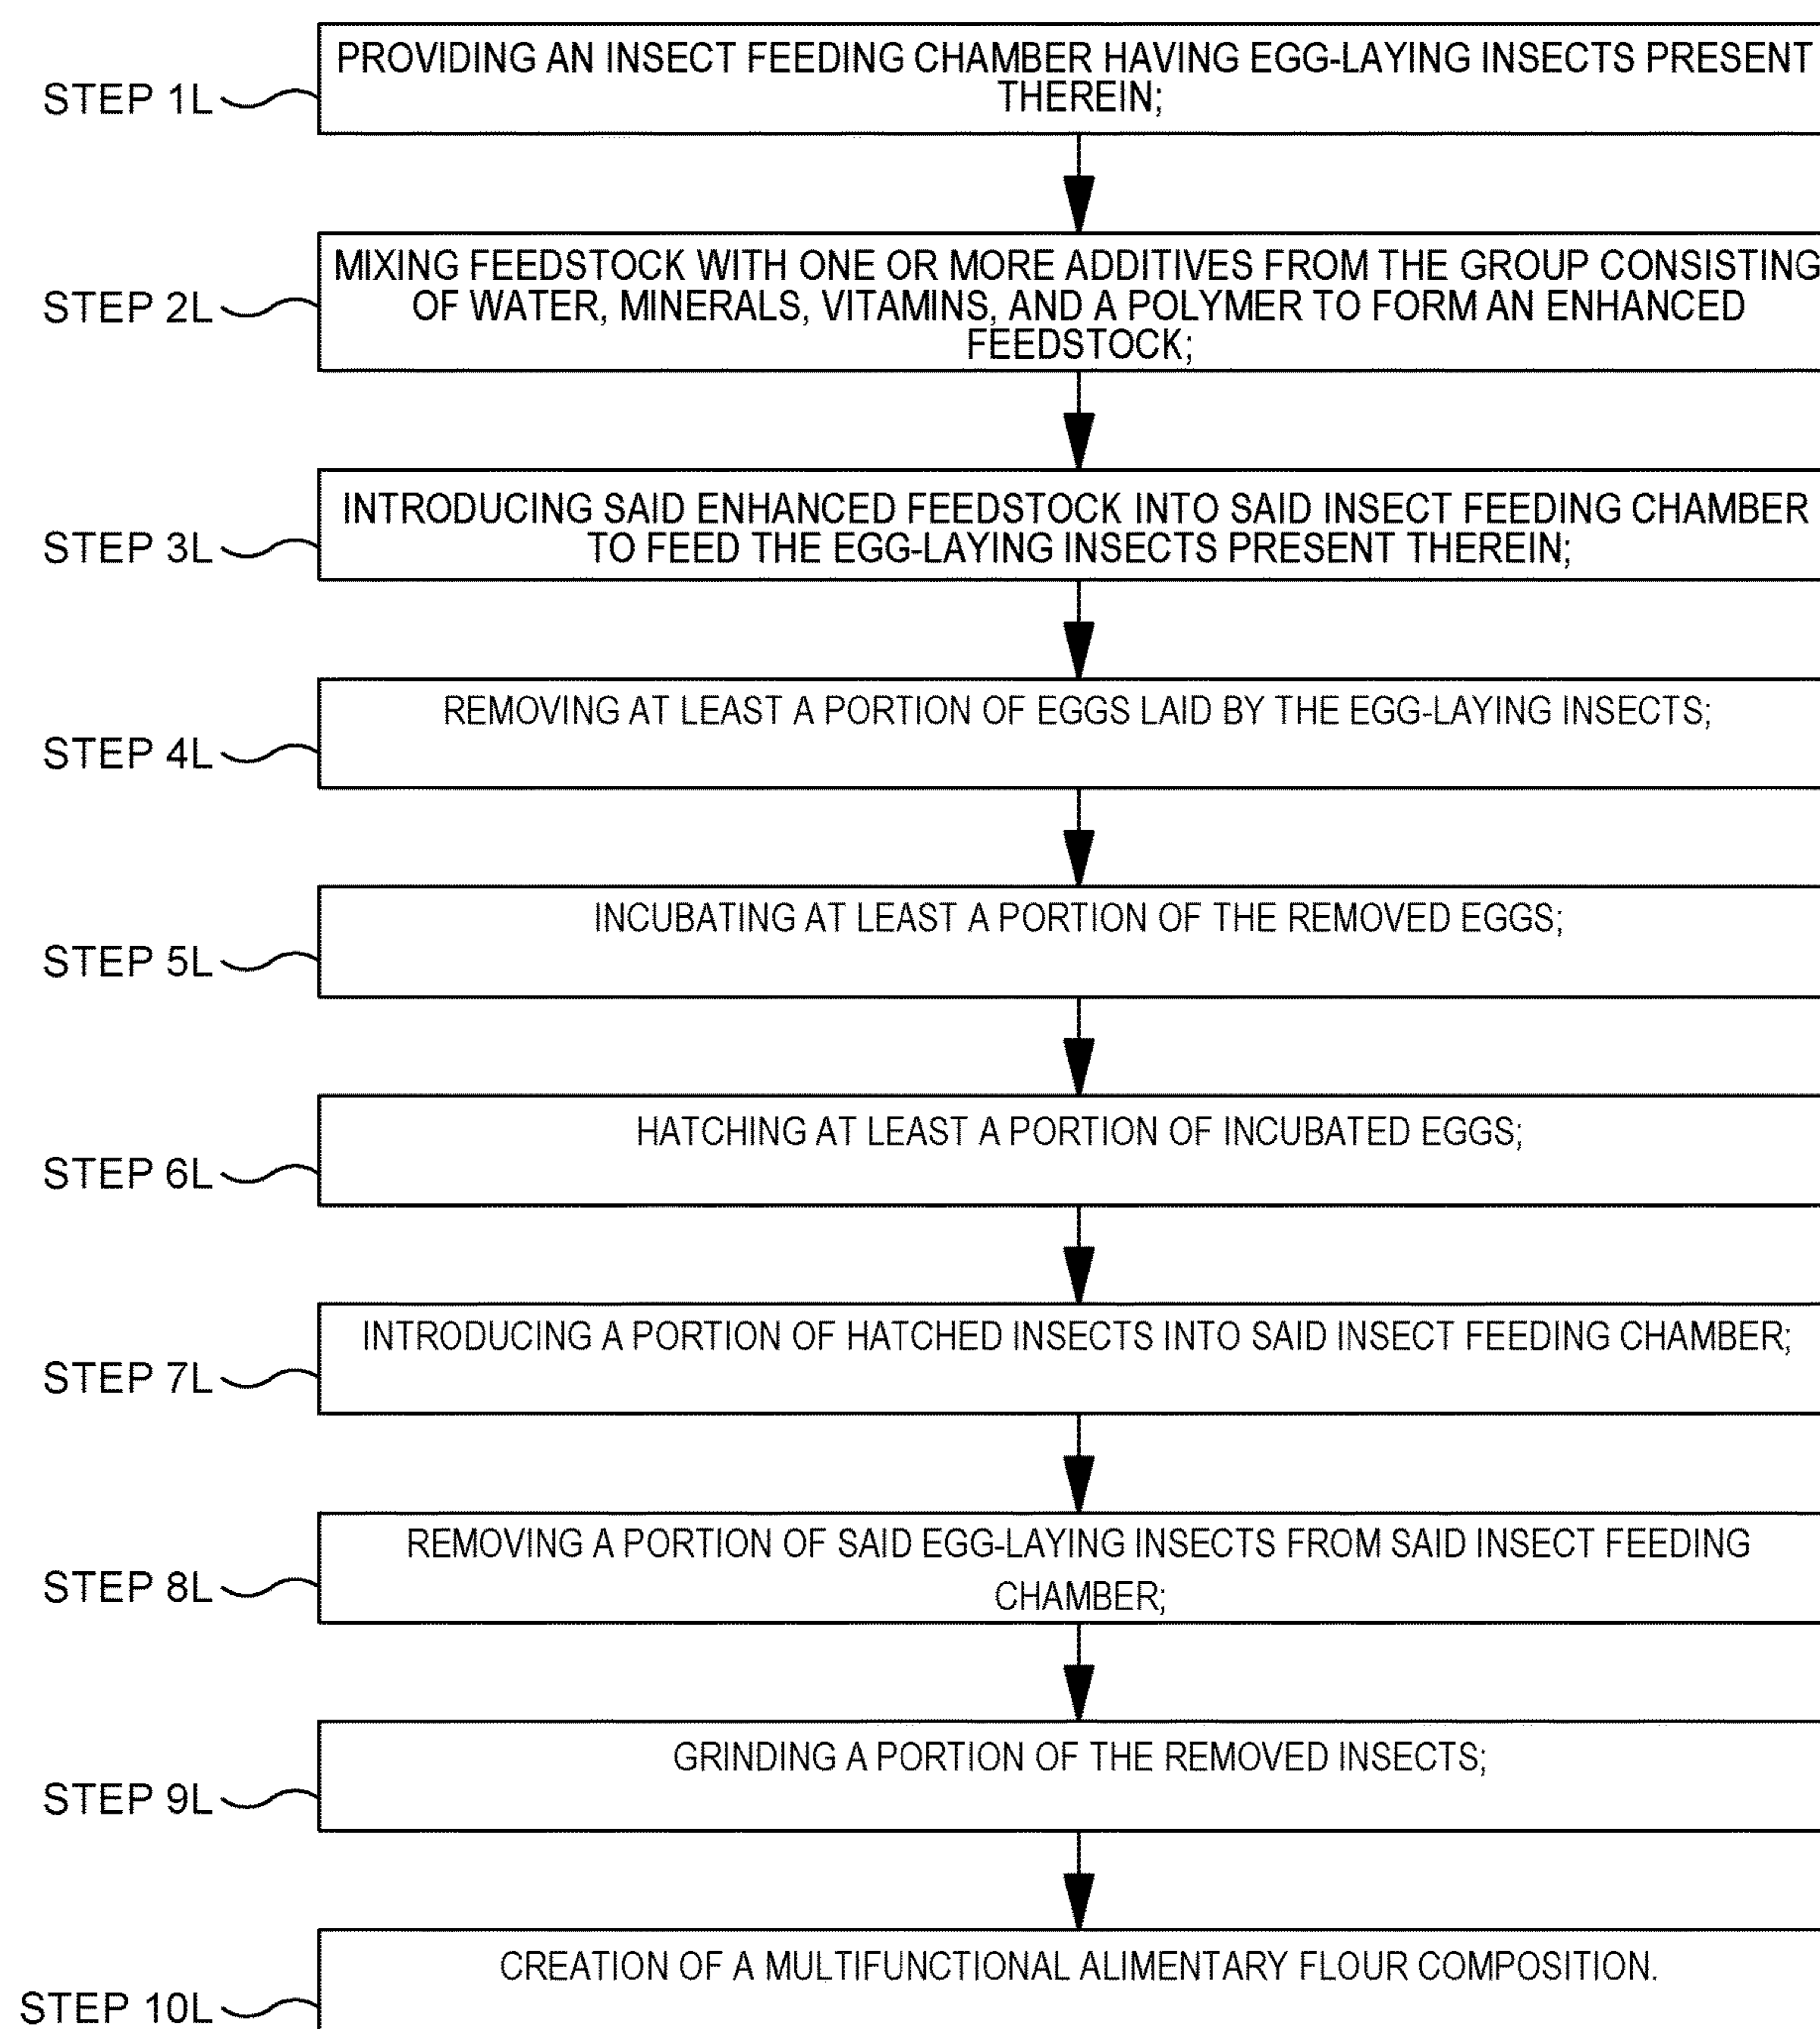 PROVIDING AN INSECT FEEDING CHAMBER HAVING EGG-LAYING INSECTS PRESENT
THEREIN;
STEP 1L
MIXING FEEDSTOCK WITH ONE OR MORE ADDITIVES FROM THE GROUP CONSISTING
OF WATER, MINERALS, VITAMINS, AND A POLYMER TO FORM AN ENHANCED
FEEDSTOCK;
STEP 2L
INTRODUCING SAID ENHANCED FEEDSTOCK INTO SAID INSECT FEEDING CHAMBER
TO FEED THE EGG-LAYING INSECTS PRESENT THEREIN;
STEP 3L
REMOVING AT LEAST A PORTION OF EGGS LAID BY THE EGG-LAYING INSECTS;
STEP 4L
INCUBATING AT LEAST A PORTION OF THE REMOVED EGGS;
STEP 5L
HATCHING AT LEAST A PORTION OF INCUBATED EGGS;
STEP 6L
INTRODUCING A PORTION OF HATCHED INSECTS INTO SAID INSECT FEEDING CHAMBER;
STEP 7L
REMOVING A PORTION OF SAID EGG-LAYING INSECTS FROM SAID INSECT FEEDING
CHAMBER;
STEP 8L
GRINDING A PORTION OF THE REMOVED INSECTS;
STEP 9L
CREATION OF A MULTIFUNCTIONAL ALIMENTARY FLOUR COMPOSITION.
STEP 10L